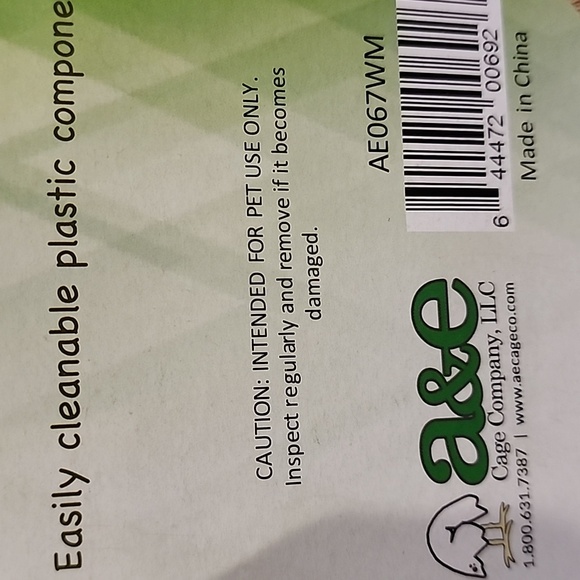 Easily cleanable plastic compone
CAUTION: INTENDED FOR PET USE ONLY.
Inspect regularly and remove if it becomes
damaged.
AE067WM
6 44472 00692
Made in China
a&e
Cage Company, LLC
1.800.631.7387 | www.aecageco.com